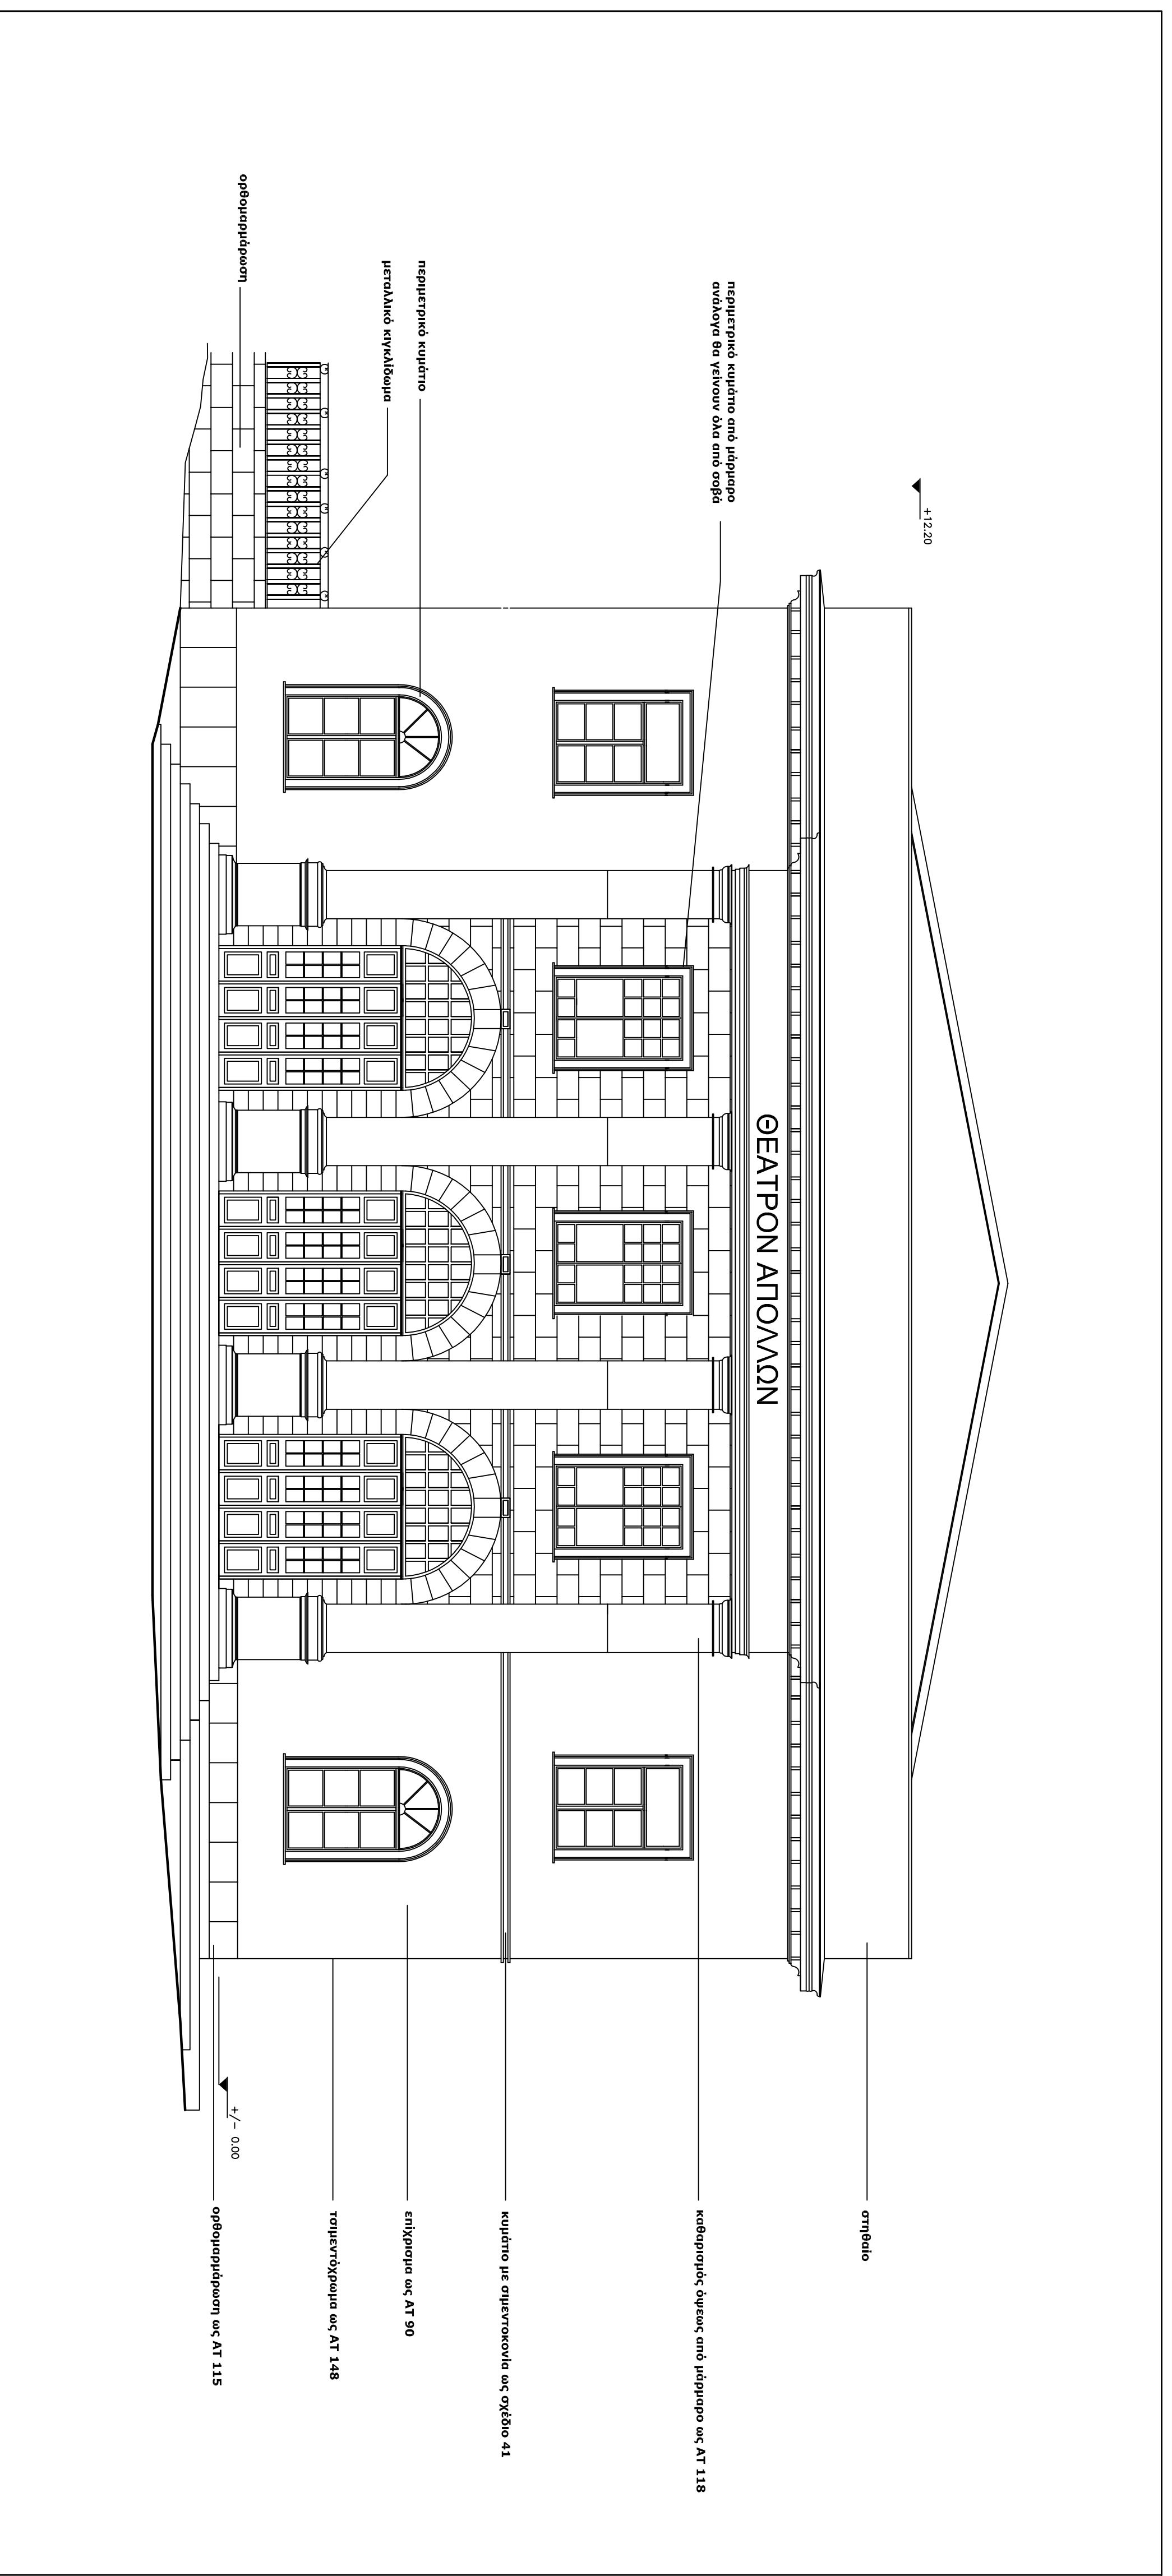 +12.20
περιμετρικό κυμάτιο από μάρμαρο
ανάλογα θα γείνουν όλα από σοβά
περιμετρικό κυμάτιο
μεταλλικό κιγκλίδωμα
ορθομαρμάρωση
ΘΕΑΤΡΟΝ ΑΠΟΛΛΩΝ
στηθαίο
καθαρισμός όψεως από μάρμαρο ως ΑΤ 118
κυμάτιο με σιμεντοκονία ως σχέδιο 41
επίχρισμα ως ΑΤ 90
τσιμεντόχρωμα ως ΑΤ 148
+/- 0.00
ορθομαρμάρωση ως ΑΤ 115